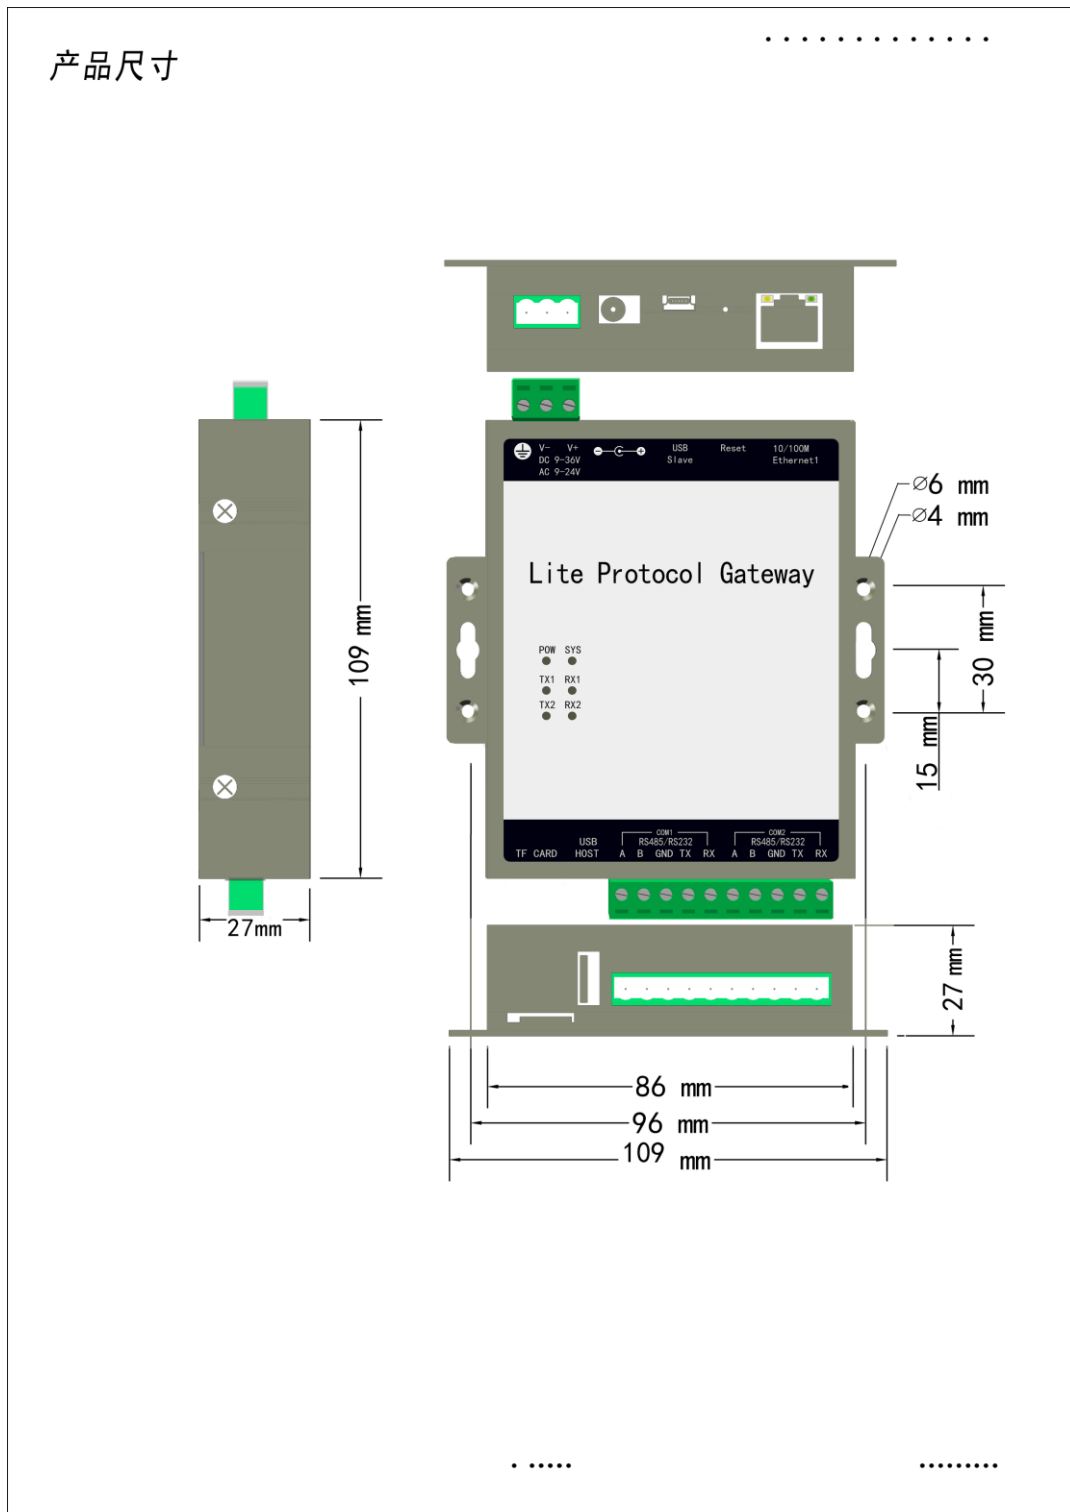 产品尺寸
V-  V+
DC 9-36V
AC 9-24V
USB
Slave
Reset
10/100M
Ethernet1
∅6 mm
∅4 mm
Lite Protocol Gateway
POW SYS
TX1 RX1
TX2 RX2
109 mm
30 mm
15 mm
TF CARD
USB
HOST
COM1
RS485/RS232
A B GND TX RX
COM2
RS485/RS232
A B GND TX RX
27mm
27 mm
86 mm
96 mm
109 mm